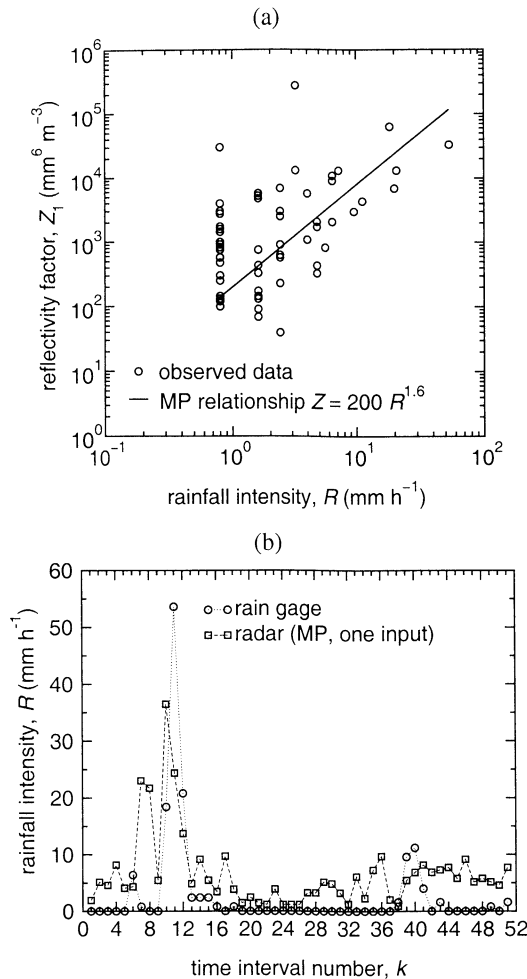 (a)
10^6
10^5
10^4
10^3
10^2
10^1
10^0
reflectivity factor, Z_1 (mm^6 m^−3)
observed data
MP relationship Z = 200 R^1.6
10^−1 10^0 10^1 10^2
rainfall intensity, R (mm h^−1)
(b)
60
50
40
30
20
10
0
rainfall intensity, R (mm h^−1)
rain gage
radar (MP, one input)
0 4 8 12 16 20 24 28 32 36 40 44 48 52
time interval number, k